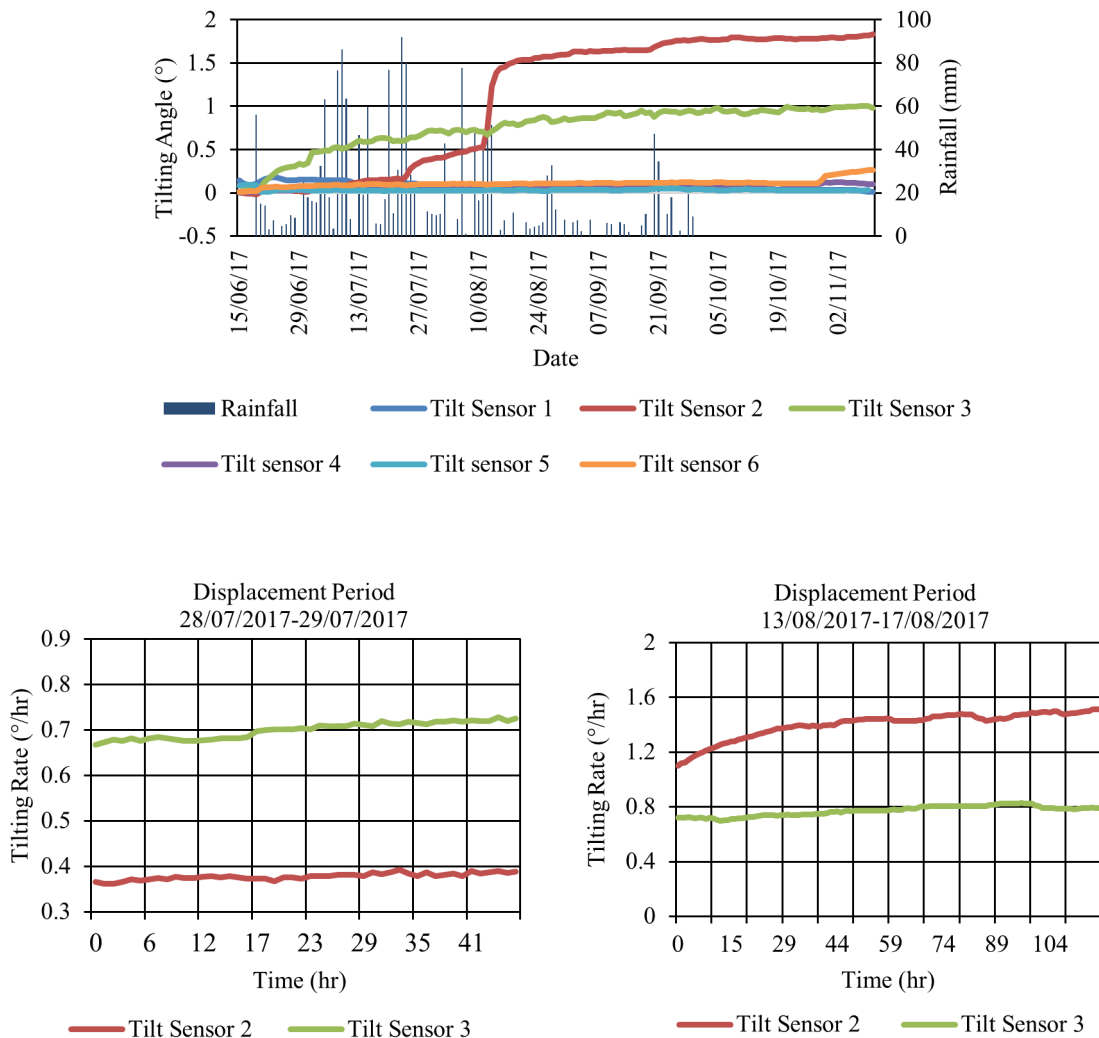 2
1.5
1
0.5
0
-0.5
Tilting Angle (°)
100
80
60
40
20
0
Rainfall (mm)
15/06/17
29/06/17
13/07/17
27/07/17
10/08/17
24/08/17
07/09/17
21/09/17
05/10/17
19/10/17
02/11/17
Date
Rainfall
Tilt Sensor 1
Tilt Sensor 2
Tilt Sensor 3
Tilt sensor 4
Tilt sensor 5
Tilt sensor 6
Displacement Period
28/07/2017-29/07/2017
0.9
0.8
0.7
0.6
0.5
0.4
0.3
Tilting Rate (°/hr)
0 6 12 17 23 29 35 41
Time (hr)
Tilt Sensor 2
Tilt Sensor 3
Displacement Period
13/08/2017-17/08/2017
2
1.6
1.2
0.8
0.4
0
Tilting Rate (°/hr)
0 15 29 44 59 74 89 104
Time (hr)
Tilt Sensor 2
Tilt Sensor 3